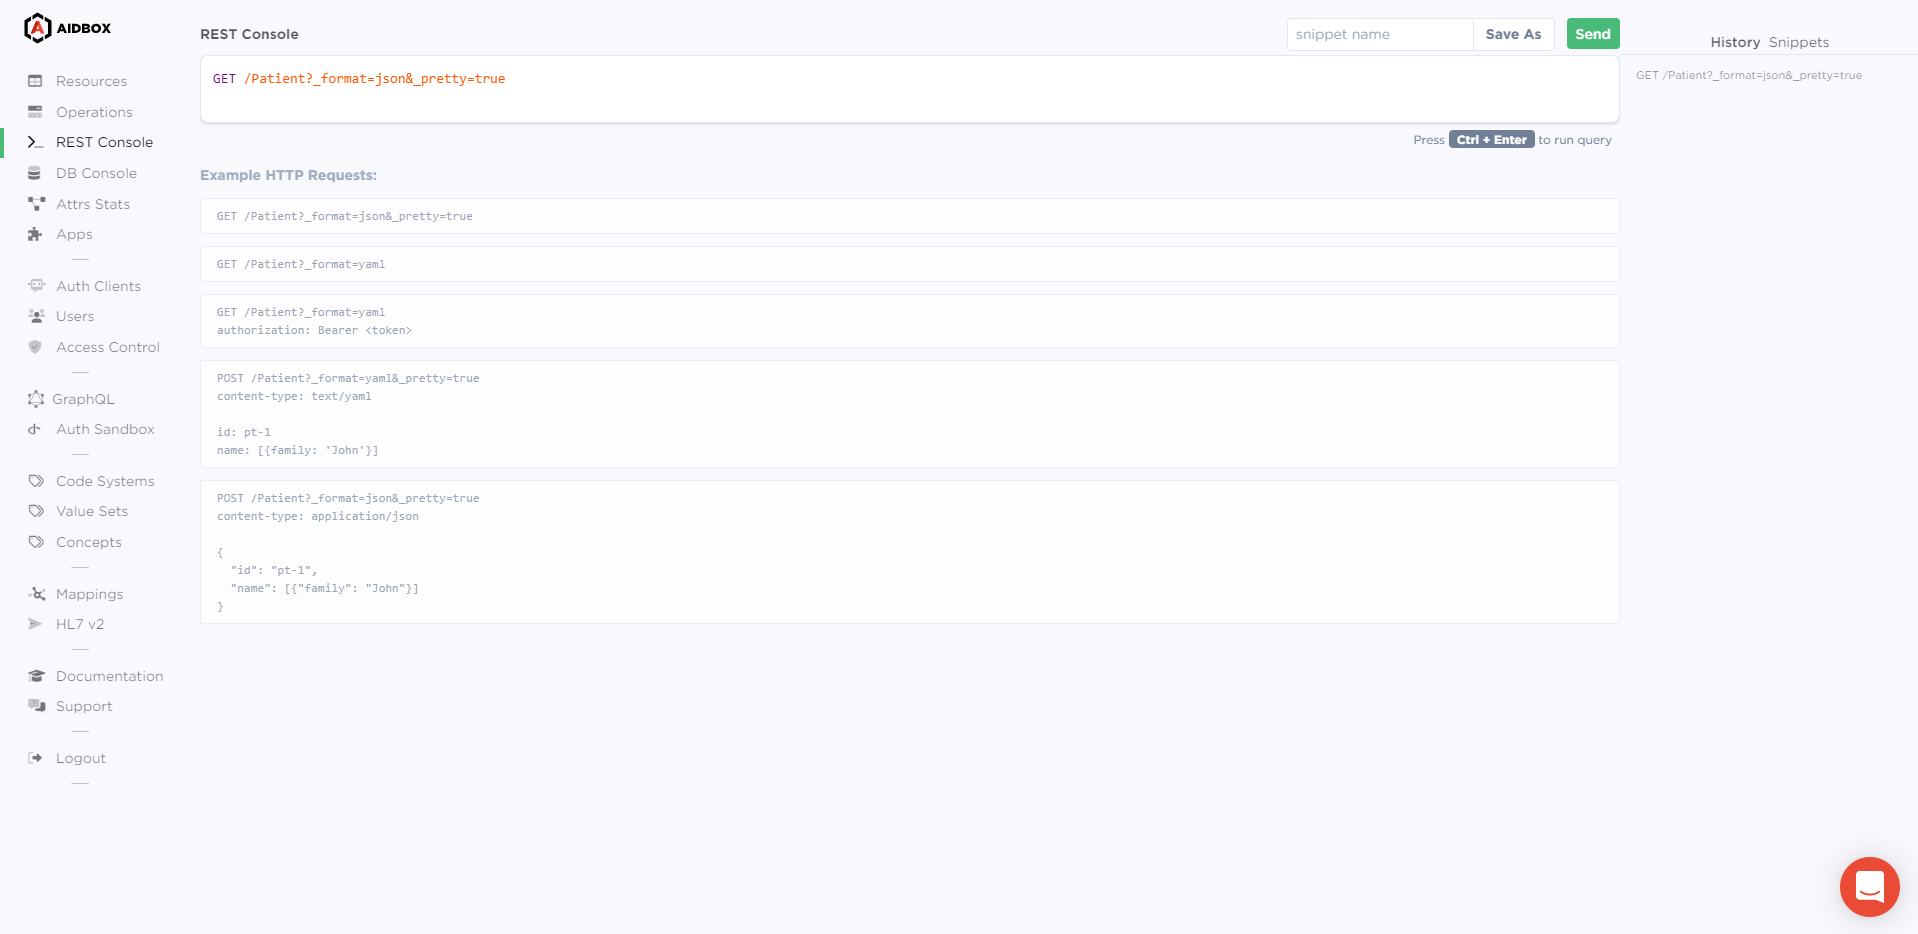 AIDBOX
Resources
Operations
REST Console
DB Console
Attrs Stats
Apps
Auth Clients
Users
Access Control
GraphQL
Auth Sandbox
Code Systems
Value Sets
Concepts
Mappings
HL7 v2
Documentation
Support
Logout
REST Console
snippet name
Save As
Send
GET /Patient?_format=json&_pretty=true
Press Ctrl + Enter to run query
Example HTTP Requests:
GET /Patient?_format=json&_pretty=true
GET /Patient?_format=yaml
GET /Patient?_format=yaml
authorization: Bearer <token>
POST /Patient?_format=yaml&_pretty=true
content-type: text/yaml
id: pt-1
name: [{family: 'John'}]
POST /Patient?_format=json&_pretty=true
content-type: application/json
{
"id": "pt-1",
"name": [{"family": "John"}]
}
History Snippets
GET /Patient?_format=json&_pretty=true